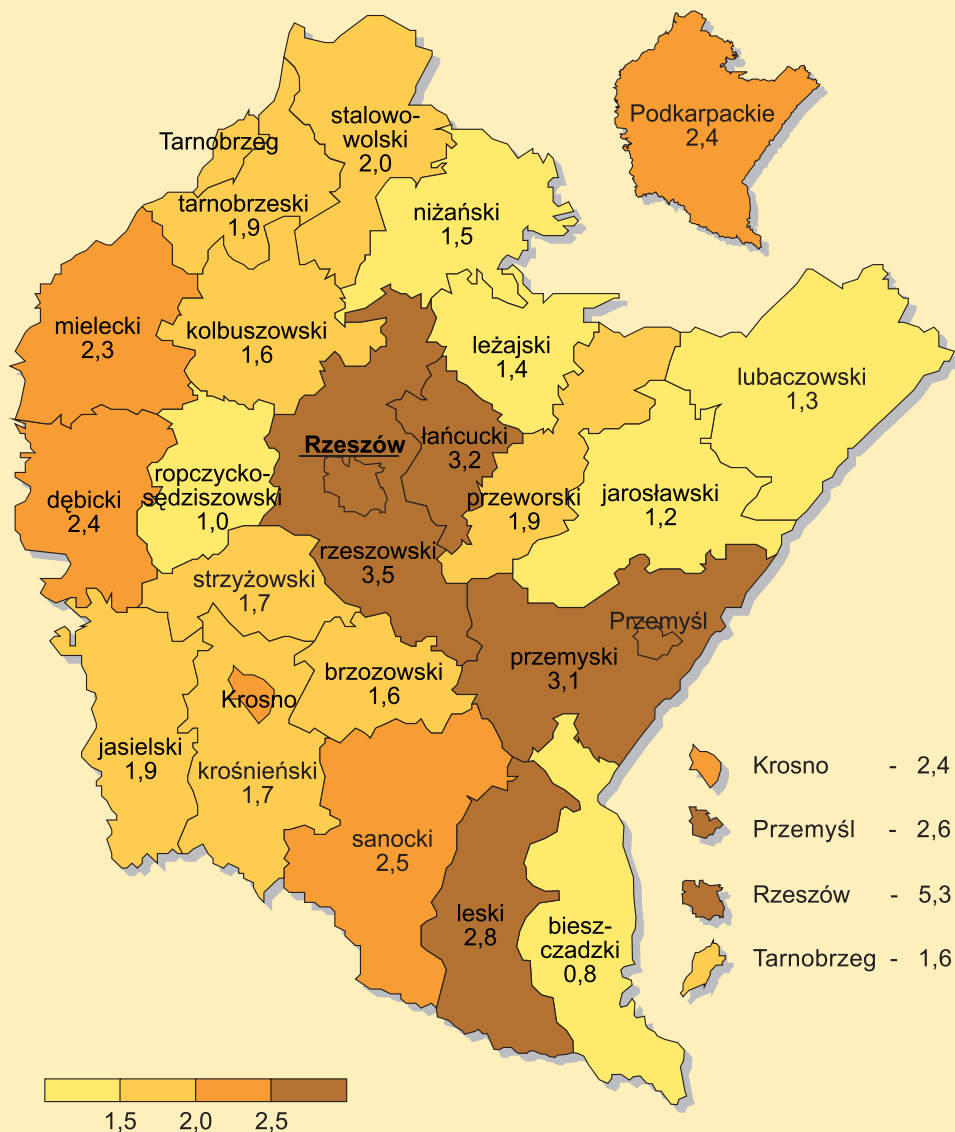 Podkarpackie
2,4
stalowo-
wolski
2,0
Tarnobrzeg
tarnobrzeski
1,9
niżański
1,5
mielecki
2,3
kolbuszowski
1,6
leżajski
1,4
lubaczowski
1,3
Rzeszów
łańcucki
3,2
dębicki
2,4
ropczycko-
sędziszowski
1,0
przeworski
1,9
jarosławski
1,2
rzeszowski
3,5
strzyżowski
1,7
Przemyśl
przemyski
3,1
brzozowski
1,6
Krosno
jasielski
1,9
krośnieński
1,7
sanocki
2,5
leski
2,8
biesz-
czadzki
0,8
Krosno - 2,4
Przemyśl - 2,6
Rzeszów - 5,3
Tarnobrzeg - 1,6
1,5 2,0 2,5